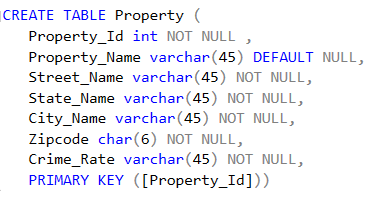 CREATE TABLE Property (
Property_Id int NOT NULL ,
Property_Name varchar(45) DEFAULT NULL,
Street_Name varchar(45) NOT NULL,
State_Name varchar(45) NOT NULL,
City_Name varchar(45) NOT NULL,
Zipcode char(6) NOT NULL,
Crime_Rate varchar(45) NOT NULL,
PRIMARY KEY ([Property_Id]))